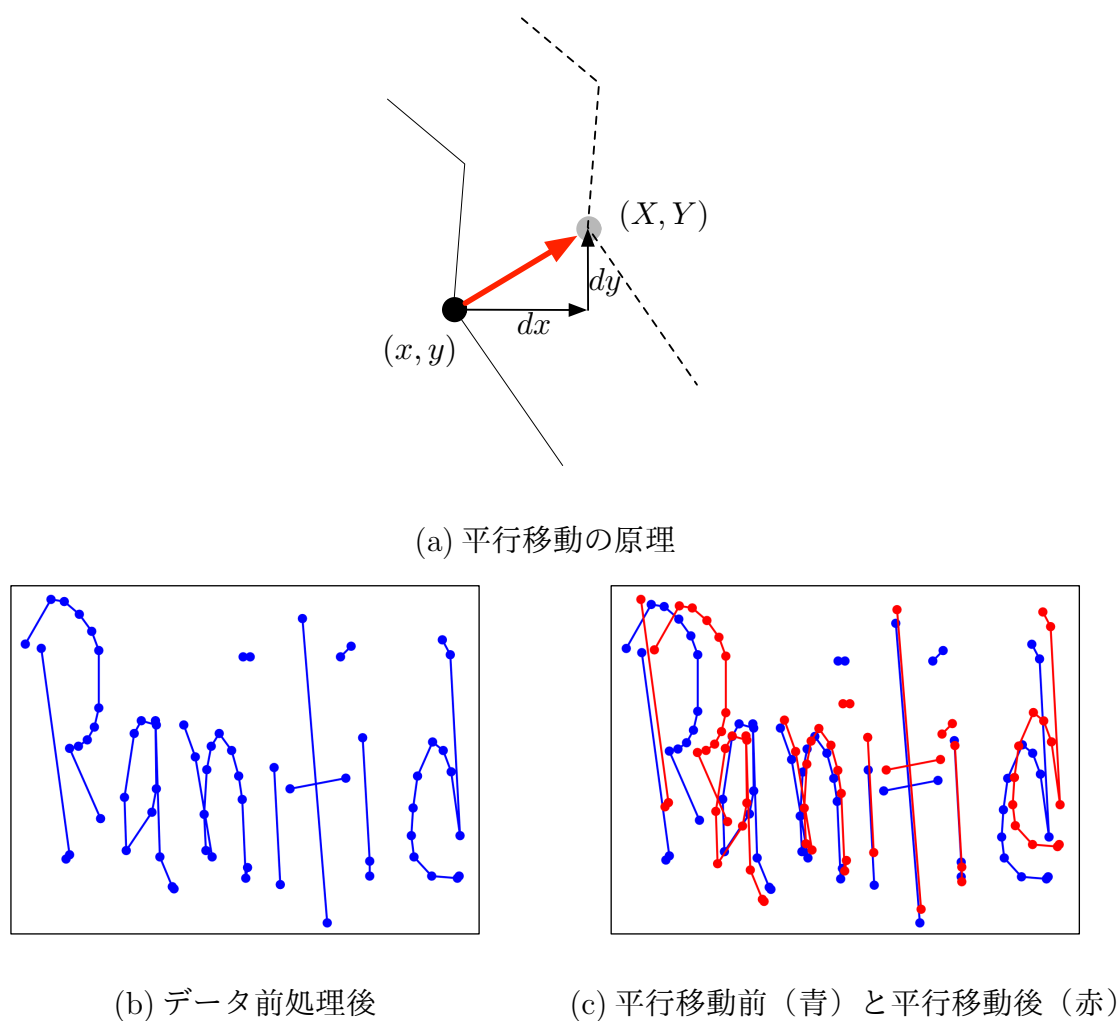 (X, Y)
dy
dx
(x, y)
(a) 平行移動の原理
(b) データ前処理後
(c) 平行移動前（青）と平行移動後（赤）